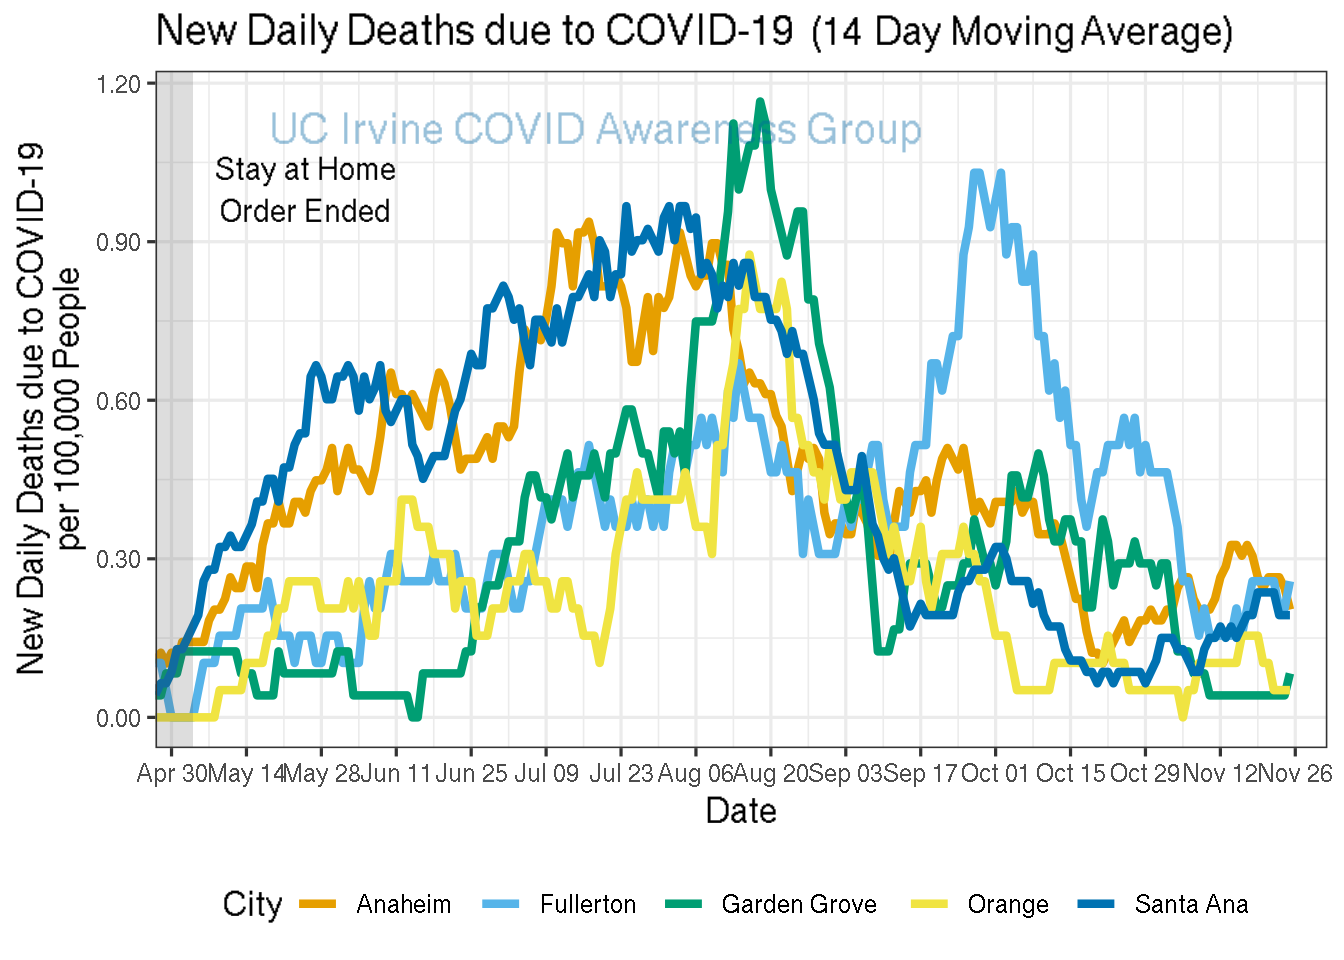 New Daily Deaths due to COVID-19 (14 Day Moving Average)
UC Irvine COVID Awareness Group
Stay at Home
Order Ended
New Daily Deaths due to COVID-19
per 100,000 People
1.20
0.90
0.60
0.30
0.00
Apr 30 May 14 May 28 Jun 11 Jun 25 Jul 09 Jul 23 Aug 06 Aug 20 Sep 03 Sep 17 Oct 01 Oct 15 Oct 29 Nov 12 Nov 26
Date
City Anaheim Fullerton Garden Grove Orange Santa Ana